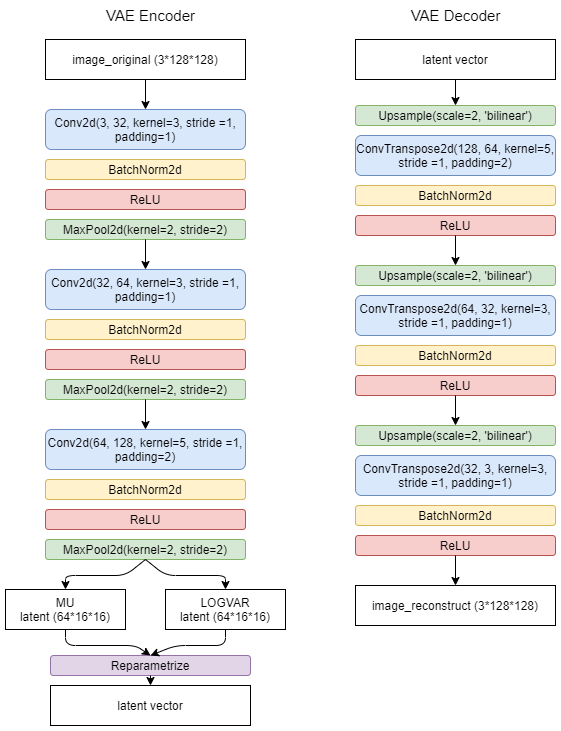 VAE Encoder
image_original (3*128*128)
Conv2d(3, 32, kernel=3, stride =1,
padding=1)
BatchNorm2d
ReLU
MaxPool2d(kernel=2, stride=2)
Conv2d(32, 64, kernel=3, stride =1,
padding=1)
BatchNorm2d
ReLU
MaxPool2d(kernel=2, stride=2)
Conv2d(64, 128, kernel=5, stride =1,
padding=2)
BatchNorm2d
ReLU
MaxPool2d(kernel=2, stride=2)
MU
latent (64*16*16)
LOGVAR
latent (64*16*16)
Reparametrize
latent vector
VAE Decoder
latent vector
Upsample(scale=2, 'bilinear')
ConvTranspose2d(128, 64, kernel=5,
stride =1, padding=2)
BatchNorm2d
ReLU
Upsample(scale=2, 'bilinear')
ConvTranspose2d(64, 32, kernel=3,
stride =1, padding=1)
BatchNorm2d
ReLU
Upsample(scale=2, 'bilinear')
ConvTranspose2d(32, 3, kernel=3,
stride =1, padding=1)
BatchNorm2d
ReLU
image_reconstruct (3*128*128)